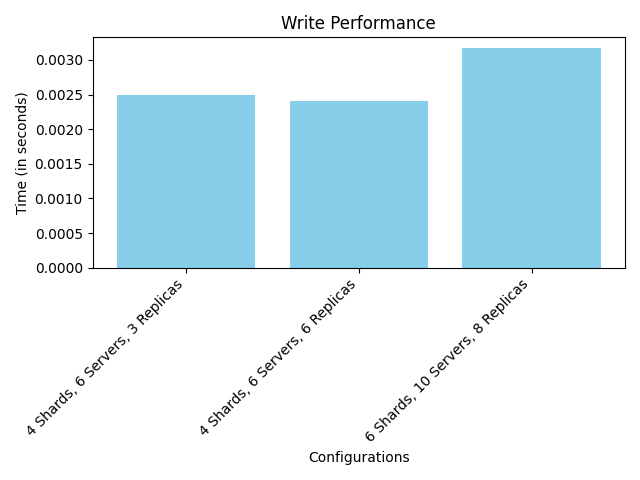 Write Performance
Time (in seconds)
0.0030
0.0025
0.0020
0.0015
0.0010
0.0005
0.0000
4 Shards, 6 Servers, 3 Replicas
4 Shards, 6 Servers, 6 Replicas
6 Shards, 10 Servers, 8 Replicas
Configurations